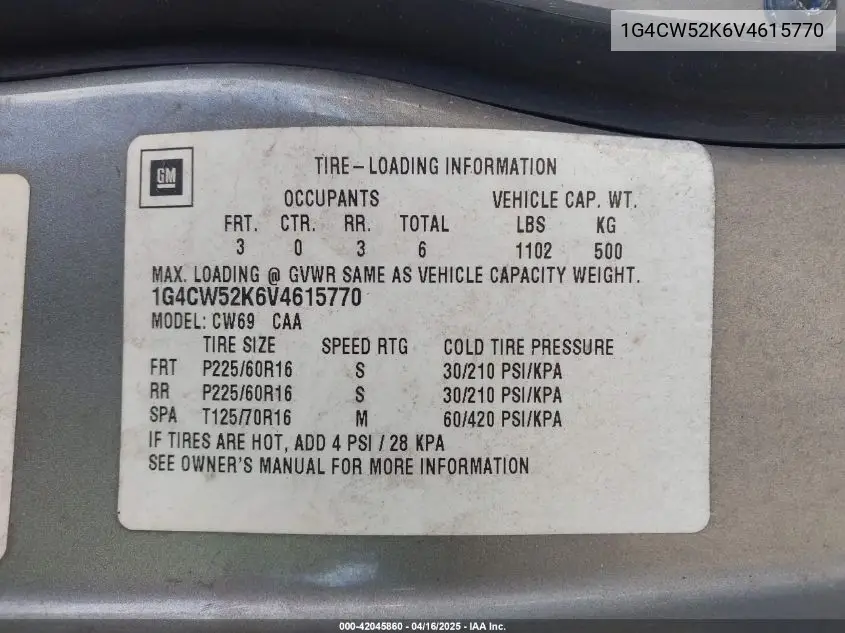 1G4CW52K6V4615770
GM
TIRE-LOADING INFORMATION
OCCUPANTS VEHICLE CAP. WT.
FRT. CTR. RR. TOTAL LBS KG
3 0 3 6 1102 500
MAX. LOADING @ GVWR SAME AS VEHICLE CAPACITY WEIGHT.
1G4CW52K6V4615770
MODEL: CW69 CAA
TIRE SIZE SPEED RTG COLD TIRE PRESSURE
FRT P225/60R16 S 30/210 PSI/KPA
RR P225/60R16 S 30/210 PSI/KPA
SPA T125/70R16 M 60/420 PSI/KPA
IF TIRES ARE HOT, ADD 4 PSI / 28 KPA
SEE OWNER'S MANUAL FOR MORE INFORMATION
000-42045860 - 04/16/2025 - IAA Inc.